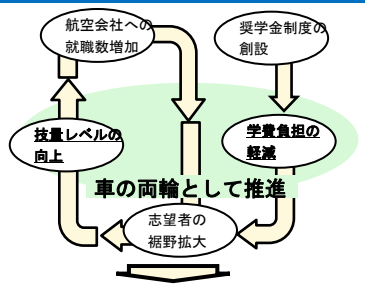 航空会社への
就職数増加
奨学金制度の
創設
技量レベルの
向上
学費負担の
軽減
車の両輪として推進
志望者の
裾野拡大